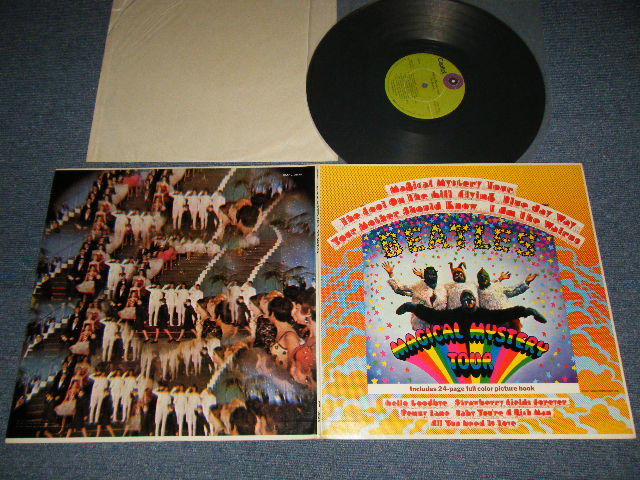 Capitol
Magical Mystery Tour
The Fool On The Hill Flying Blue Jay Way
Your Mother Should Know I Am The Walrus
BEATLES
MAGICAL MYSTERY
TOUR
Includes 24-page full color picture book
Hello Goodbye Strawberry Fields Forever
Penny Lane Baby You're A Rich Man
All You Need Is Love